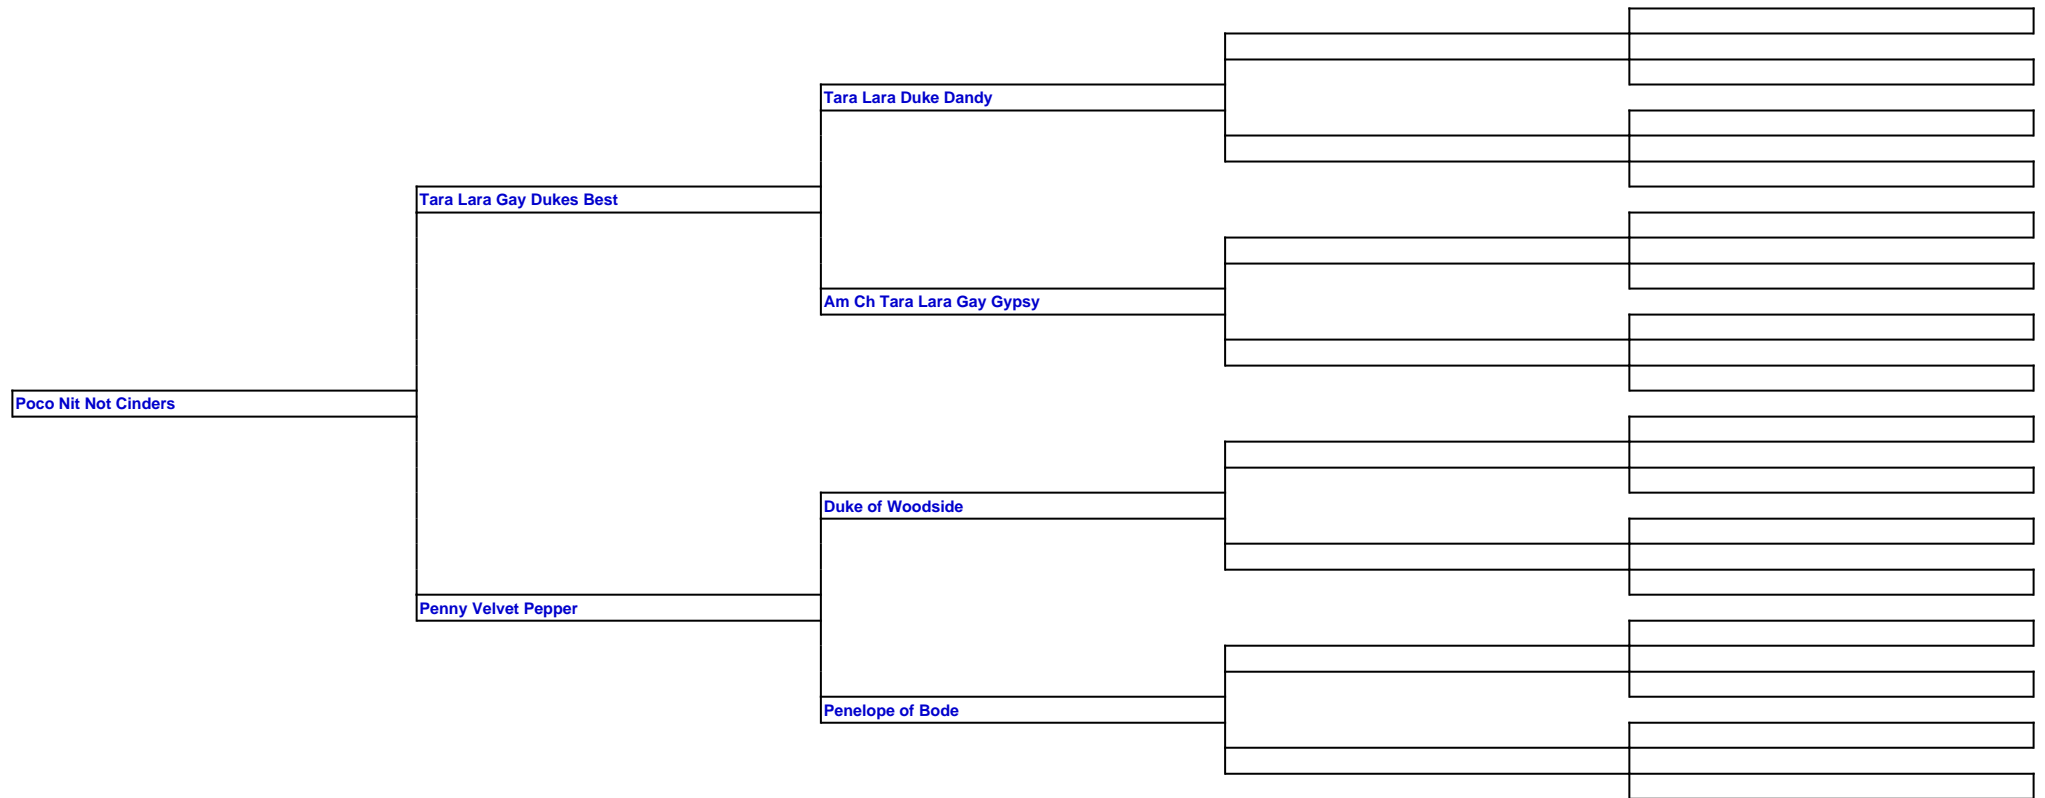 Tara Lara Duke Dandy
Tara Lara Gay Dukes Best
Am Ch Tara Lara Gay Gypsy
Poco Nit Not Cinders
Duke of Woodside
Penny Velvet Pepper
Penelope of Bode